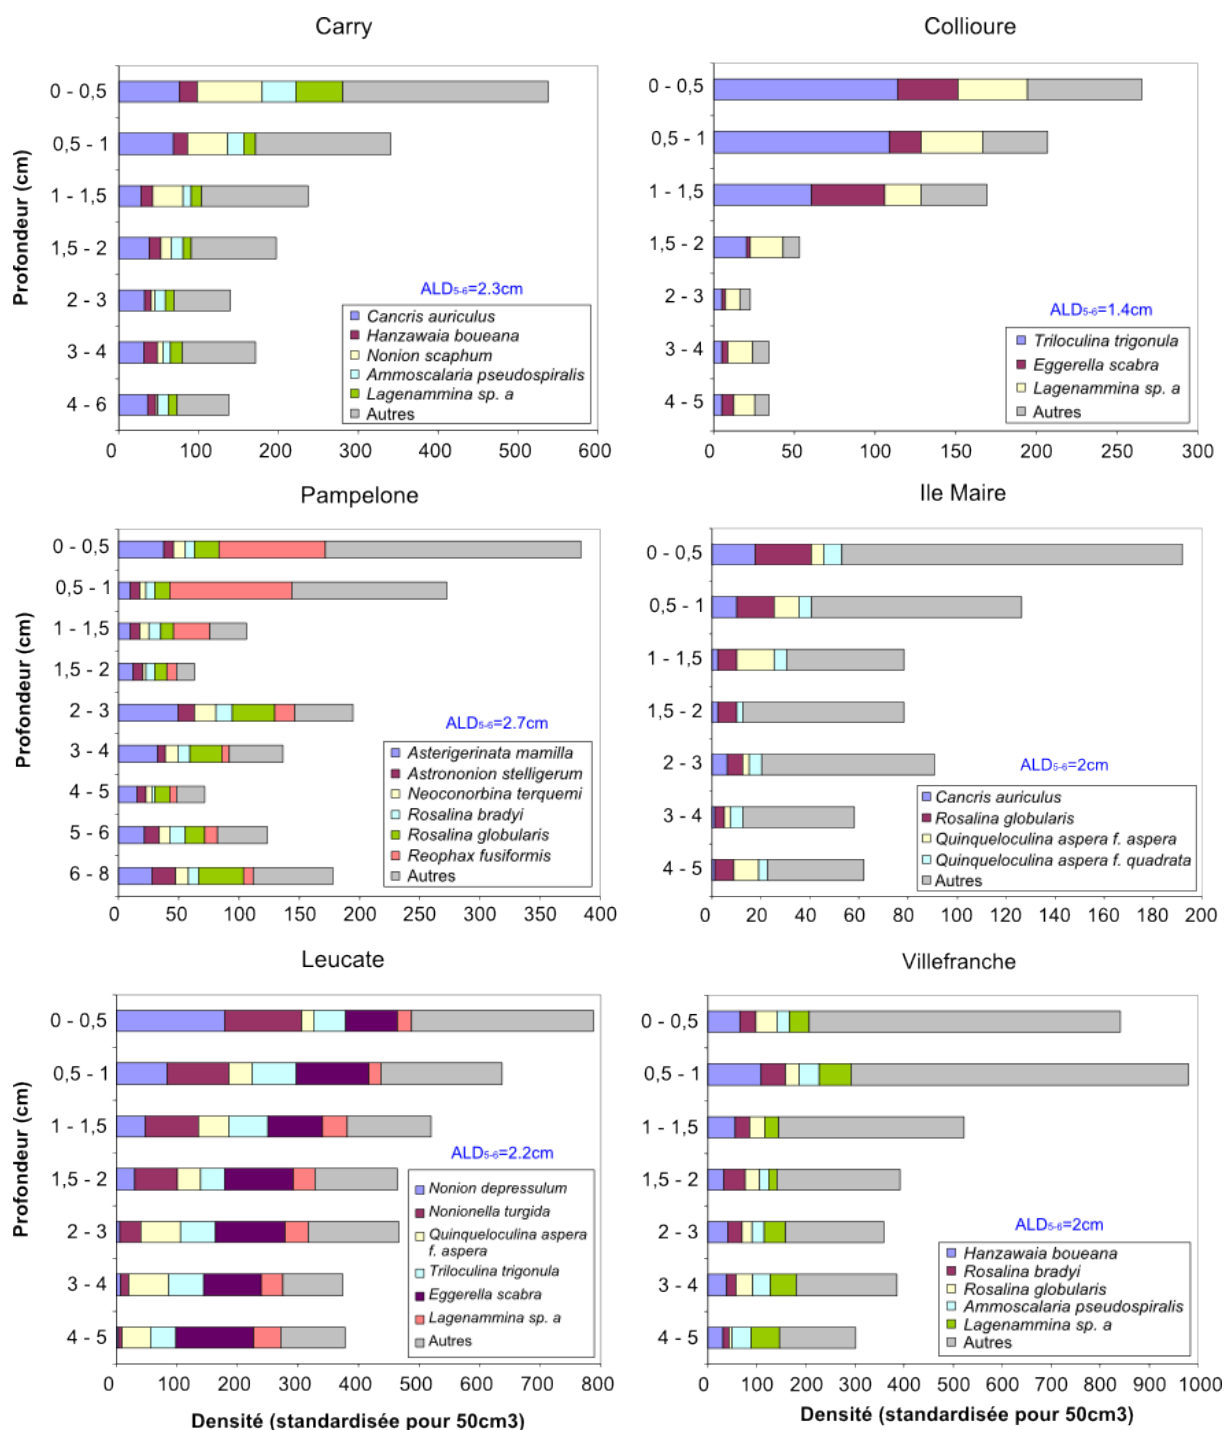 Carry
Profondeur (cm)
0 - 0,5
0,5 - 1
1 - 1,5
1,5 - 2
2 - 3
3 - 4
4 - 6
ALD5-6=2.3cm
Cancris auriculus
Hanzawaia boueana
Nonion scaphum
Ammoscalaria pseudospiralis
Lagenammina sp. a
Autres
0 100 200 300 400 500 600
Collioure
0 - 0,5
0,5 - 1
1 - 1,5
1,5 - 2
2 - 3
3 - 4
4 - 5
ALD5-6=1.4cm
Triloculina trigonula
Eggerella scabra
Lagenammina sp. a
Autres
0 50 100 150 200 250 300
Pampelone
Profondeur (cm)
0 - 0,5
0,5 - 1
1 - 1,5
1,5 - 2
2 - 3
3 - 4
4 - 5
5 - 6
6 - 8
ALD5-6=2.7cm
Asterigerinata mamilla
Astrononion stelligerum
Neoconorbina terquemi
Rosalina bradyi
Rosalina globularis
Reophax fusiformis
Autres
0 50 100 150 200 250 300 350 400
Ile Maire
0 - 0,5
0,5 - 1
1 - 1,5
1,5 - 2
2 - 3
3 - 4
4 - 5
ALD5-6=2cm
Cancris auriculus
Rosalina globularis
Quinqueloculina aspera f. aspera
Quinqueloculina aspera f. quadrata
Autres
0 20 40 60 80 100 120 140 160 180 200
Leucate
Profondeur (cm)
0 - 0,5
0,5 - 1
1 - 1,5
1,5 - 2
2 - 3
3 - 4
4 - 5
ALD5-6=2.2cm
Nonion depressulum
Nonionella turgida
Quinqueloculina aspera
f. aspera
Triloculina trigonula
Eggerella scabra
Lagenammina sp. a
Autres
0 100 200 300 400 500 600 700 800
Densité (standardisée pour 50cm3)
Villefranche
0 - 0,5
0,5 - 1
1 - 1,5
1,5 - 2
2 - 3
3 - 4
4 - 5
ALD5-6=2cm
Hanzawaia boueana
Rosalina bradyi
Rosalina globularis
Ammoscalaria pseudospiralis
Lagenammina sp. a
Autres
0 100 200 300 400 500 600 700 800 900 1000
Densité (standardisée pour 50cm3)